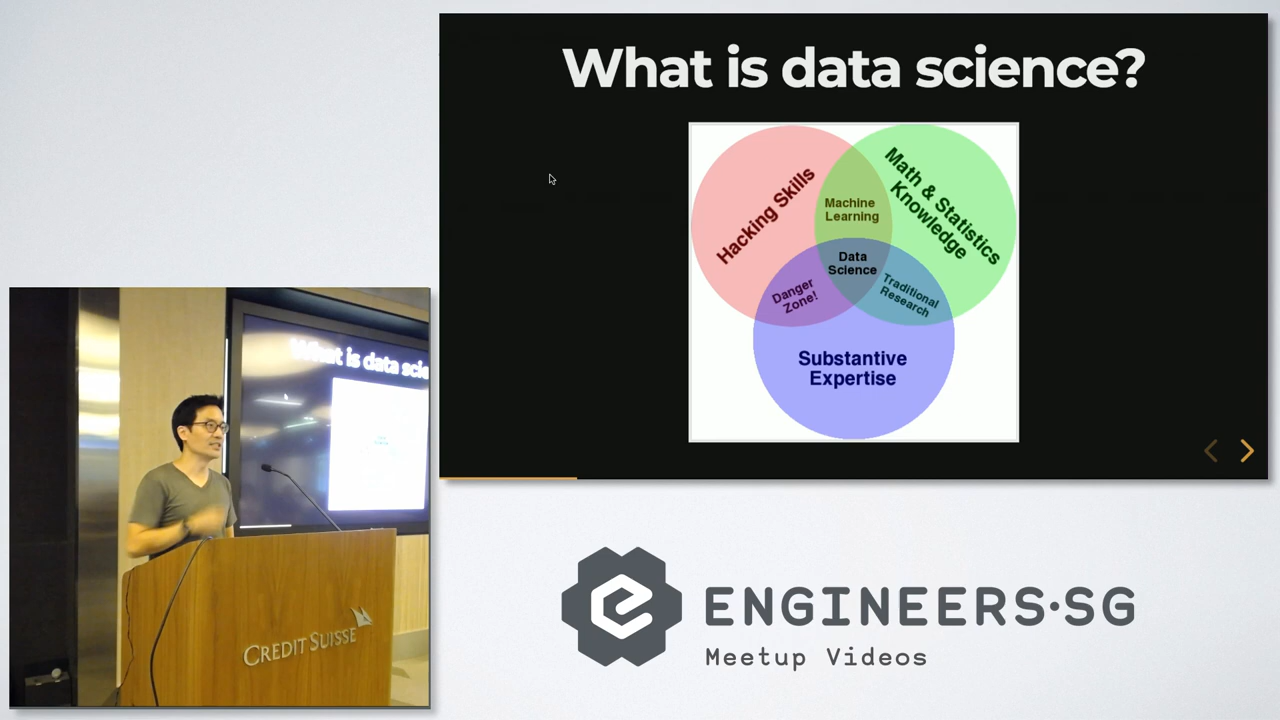 What is data science?
Hacking Skills
Math & Statistics
Knowledge
Machine
Learning
Data
Science
Danger
Zone!
Traditional
Research
Substantive
Expertise
What is data scie
CREDIT SUISSE
ENGINEERS·SG
Meetup Videos